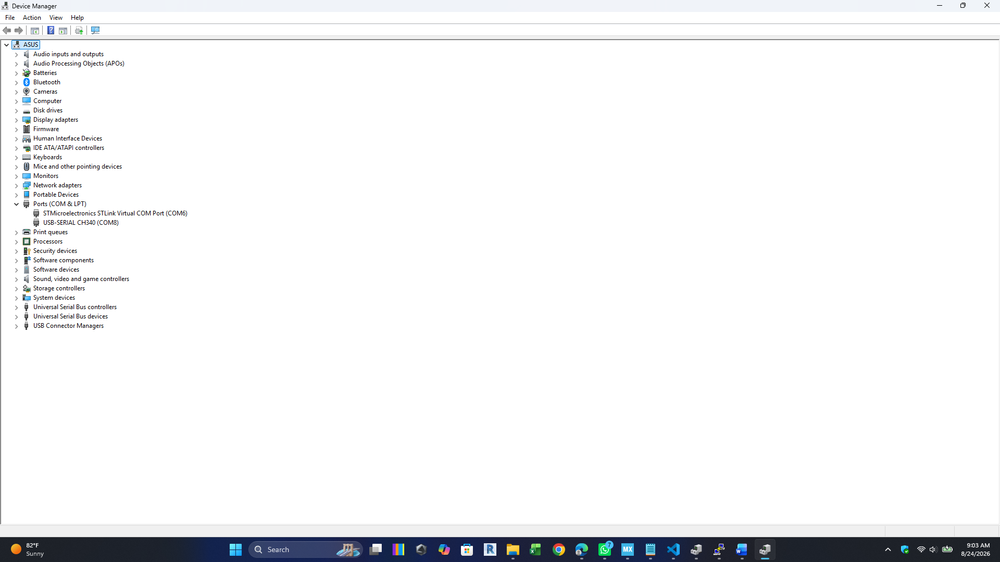 Device Manager
File Action View Help
ASUS
Audio inputs and outputs
Audio Processing Objects (APOs)
Batteries
Bluetooth
Cameras
Computer
Disk drives
Display adapters
Firmware
Human Interface Devices
IDE ATA/ATAPI controllers
Keyboards
Mice and other pointing devices
Monitors
Network adapters
Portable Devices
Ports (COM & LPT)
STMicroelectronics STLink Virtual COM Port (COM6)
USB-SERIAL CH340 (COM8)
Print queues
Processors
Security devices
Software components
Software devices
Sound, video and game controllers
Storage controllers
System devices
Universal Serial Bus controllers
Universal Serial Bus devices
USB Connector Managers
82°F
Sunny
Search
R
7
MX
9:03 AM
8/24/2026